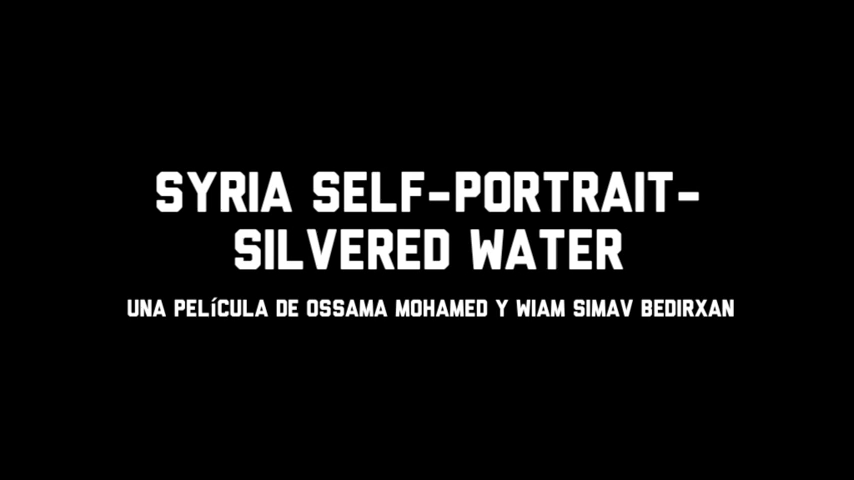 SYRIA SELF-PORTRAIT-
SILVERED WATER
UNA PELÍCULA DE OSSAMA MOHAMED Y WIAM SIMAV BEDIRXAN